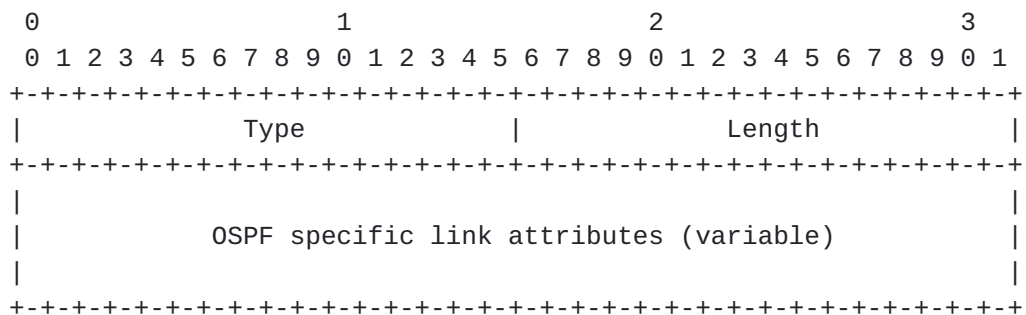 0                   1                   2                   3
 0 1 2 3 4 5 6 7 8 9 0 1 2 3 4 5 6 7 8 9 0 1 2 3 4 5 6 7 8 9 0 1
+-+-+-+-+-+-+-+-+-+-+-+-+-+-+-+-+-+-+-+-+-+-+-+-+-+-+-+-+-+-+-+-+
|              Type             |             Length            |
+-+-+-+-+-+-+-+-+-+-+-+-+-+-+-+-+-+-+-+-+-+-+-+-+-+-+-+-+-+-+-+-+
|                                                               |
|            OSPF specific link attributes (variable)           |
|                                                               |
+-+-+-+-+-+-+-+-+-+-+-+-+-+-+-+-+-+-+-+-+-+-+-+-+-+-+-+-+-+-+-+-+